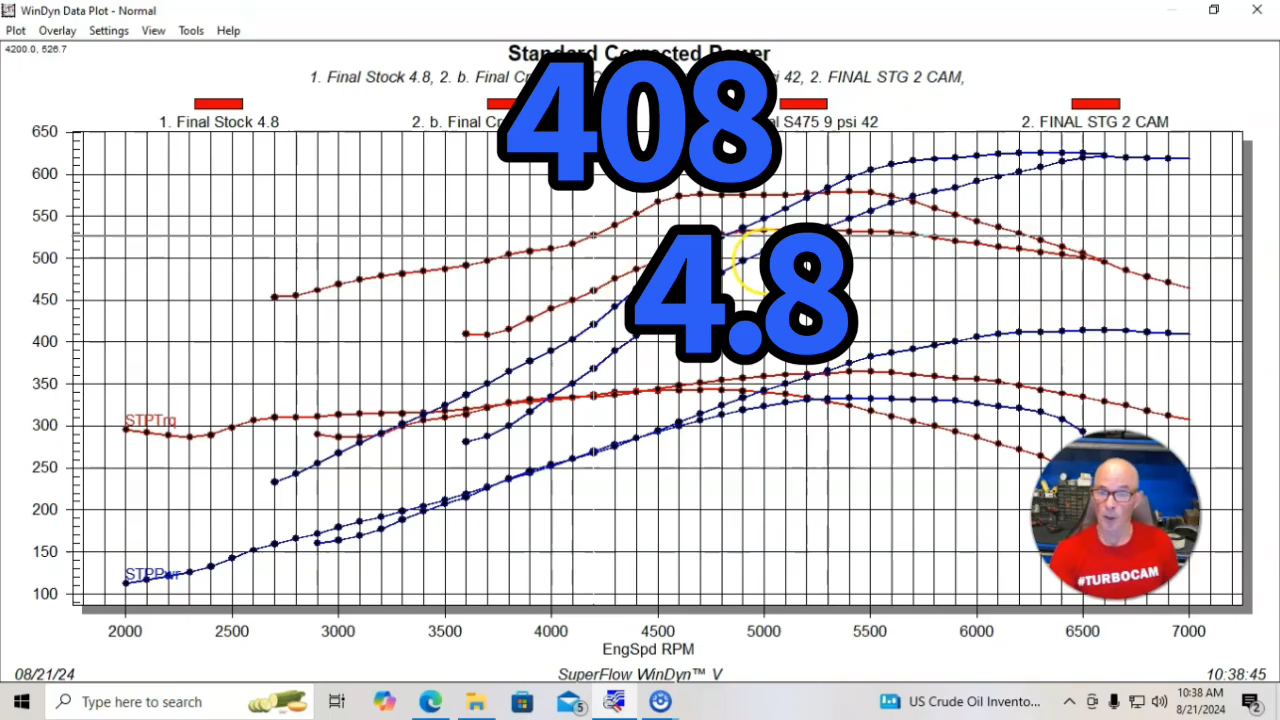 WinDyn Data Plot - Normal
Plot Overlay Settings View Tools Help
4200.0, 526.7
Standard Corrected Power
1. Final Stock 4.8, 2. b. Final psi 42, 2. FINAL STG 2 CAM,
1. Final Stock 4.8 2. b. Final S475 9 psi 42 2. FINAL STG 2 CAM
408
4.8
650
600
550
500
450
400
350
300
250
200
150
100
STPTrq
STPPwr
#TURBOCAM
2000 2500 3000 3500 4000 4500 5000 5500 6000 6500 7000
EngSpd RPM
08/21/24 SuperFlow WinDyn™ V 10:38:45
Type here to search
5
US Crude Oil Invento...
10:38 AM
8/21/2024
2